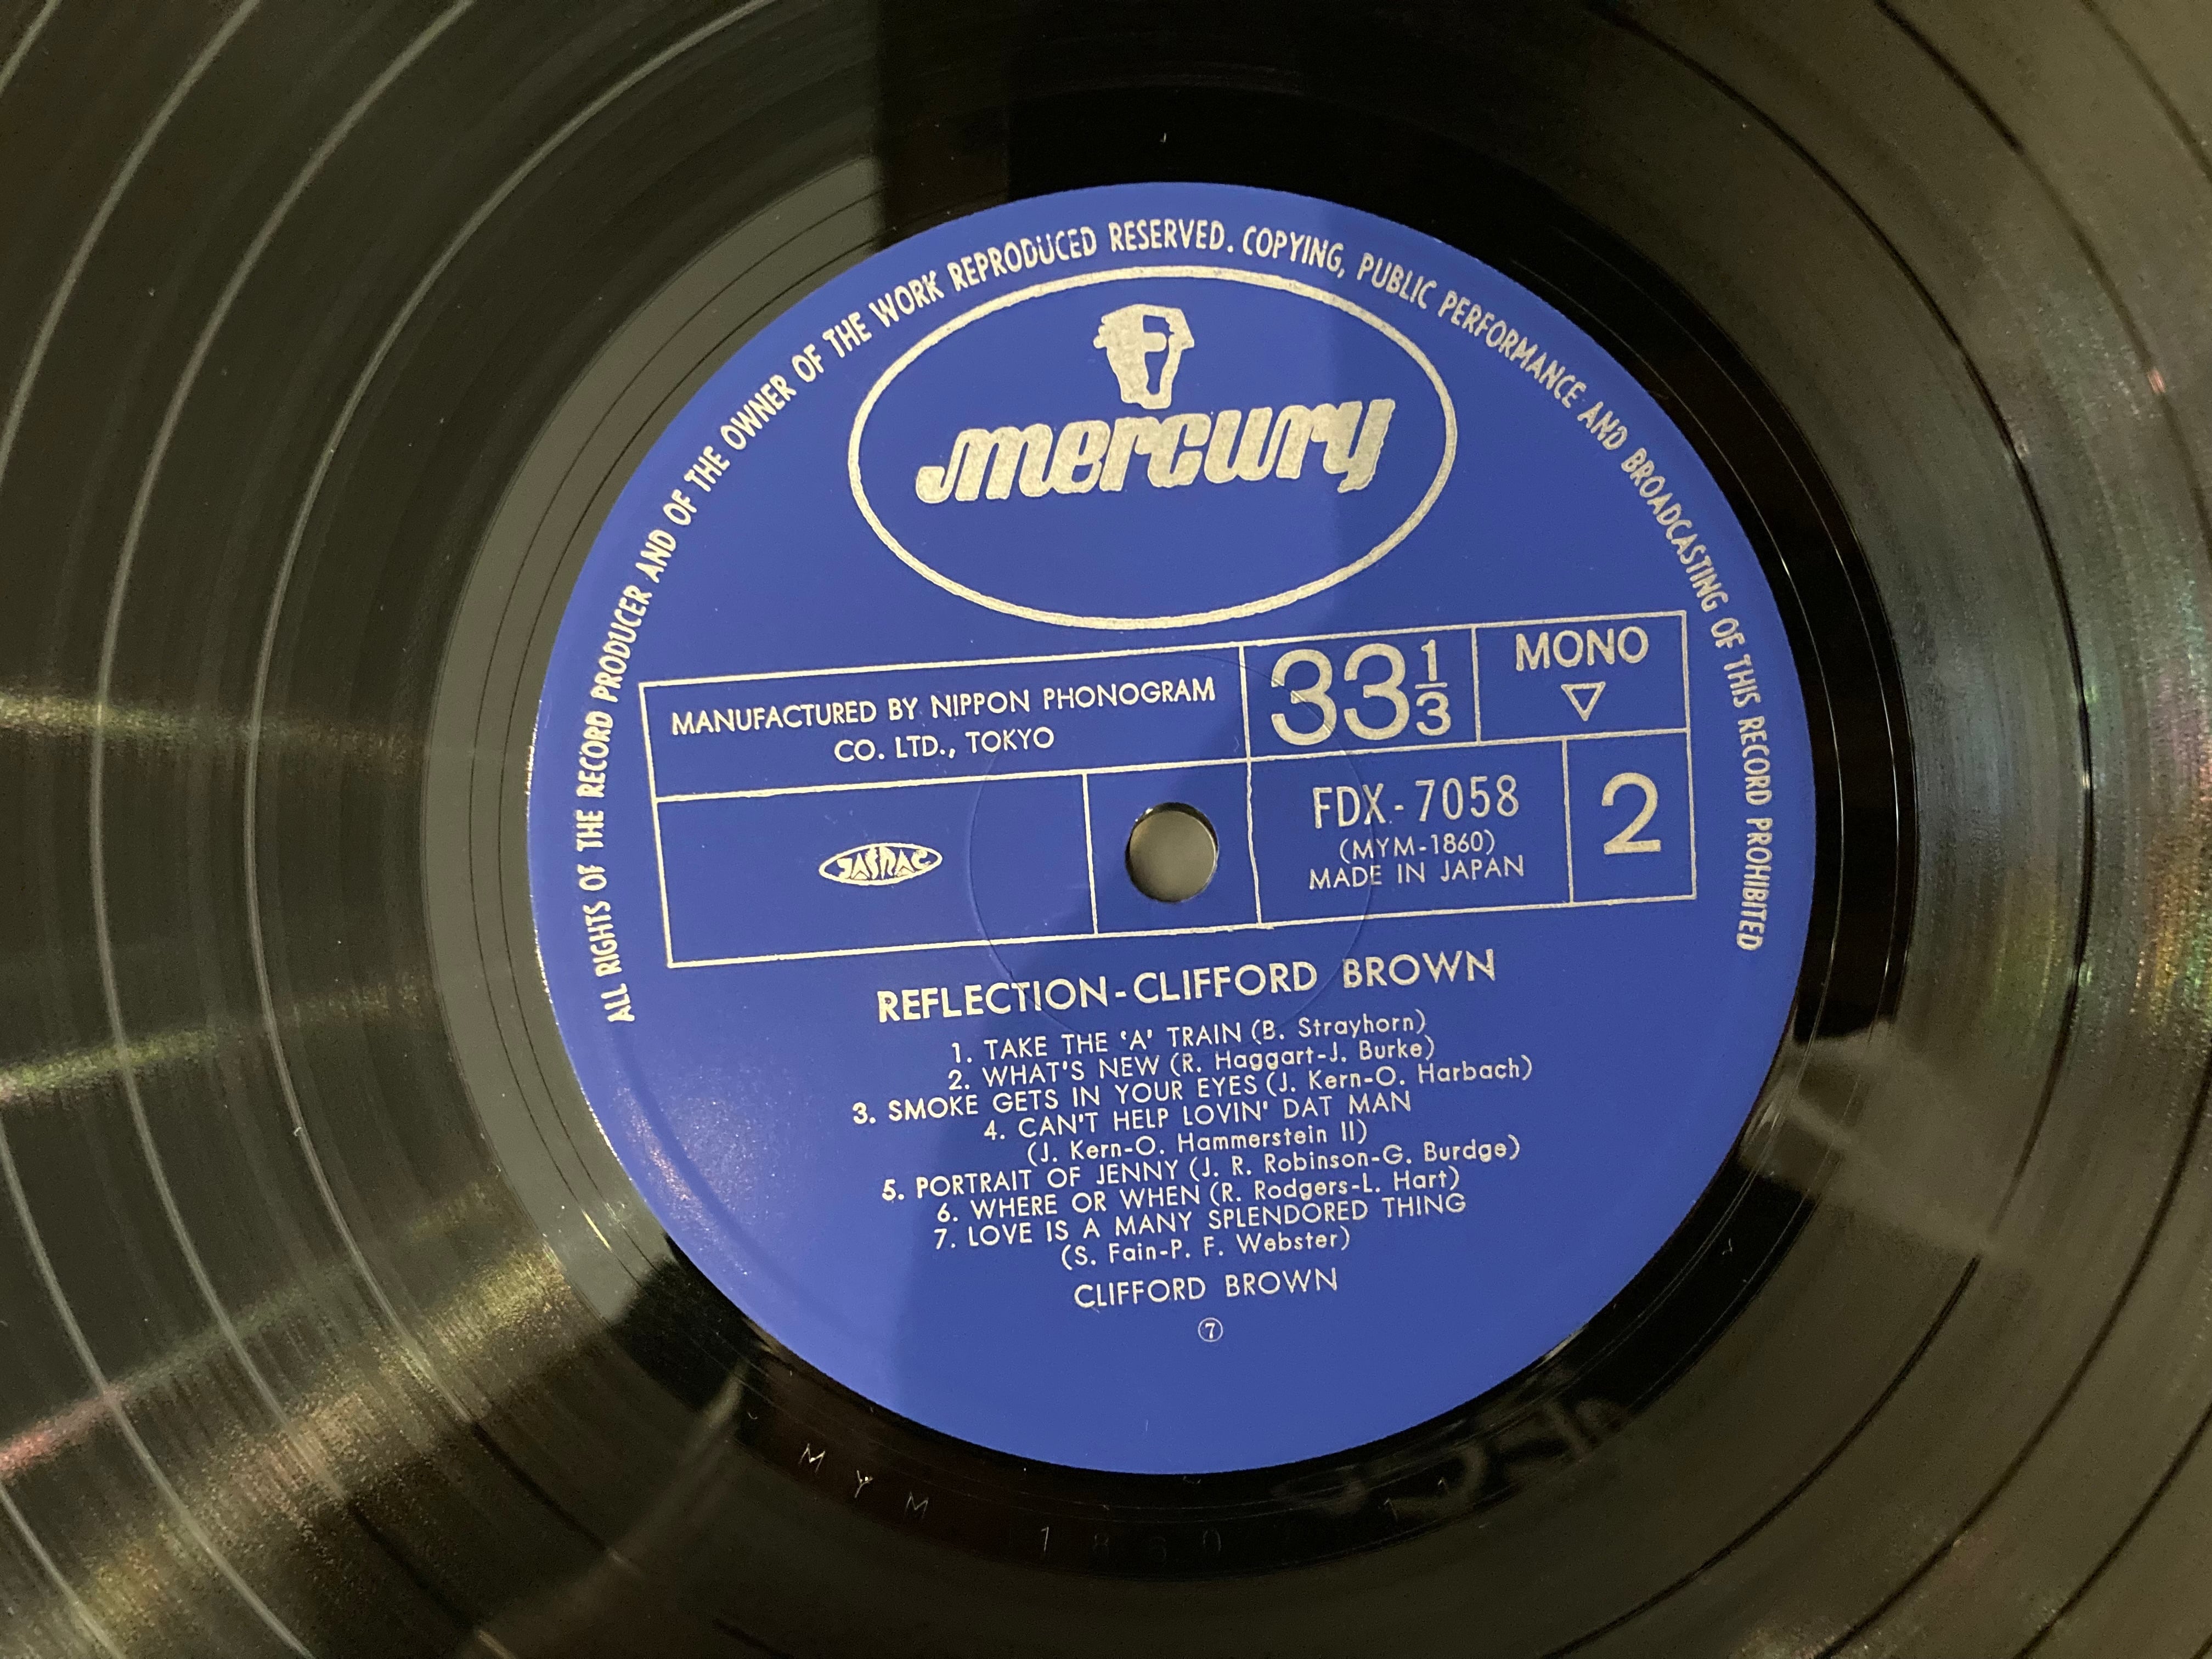 ALL RIGHTS OF THE RECORD PRODUCER AND OF THE OWNER OF THE WORK REPRODUCED RESERVED. COPYING, PUBLIC PERFORMANCE AND BROADCASTING OF THIS RECORD PROHIBITED
mercury
MANUFACTURED BY NIPPON PHONOGRAM
CO. LTD., TOKYO
33 1/3
MONO
▽
JASRAC
FDX-7058
(MYM-1860)
MADE IN JAPAN
2
REFLECTION-CLIFFORD BROWN
1. TAKE THE 'A' TRAIN (B. Strayhorn)
2. WHAT'S NEW (R. Haggart-J. Burke)
3. SMOKE GETS IN YOUR EYES (J. Kern-O. Harbach)
4. CAN'T HELP LOVIN' DAT MAN
(J. Kern-O. Hammerstein II)
5. PORTRAIT OF JENNY (J. R. Robinson-G. Burdge)
6. WHERE OR WHEN (R. Rodgers-L. Hart)
7. LOVE IS A MANY SPLENDORED THING
(S. Fain-P. F. Webster)
CLIFFORD BROWN
⑦
MYM 1860